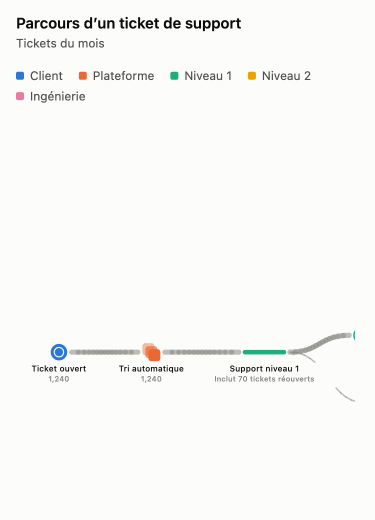 Parcours d’un ticket de support
Tickets du mois
Client
Plateforme
Niveau 1
Niveau 2
Ingénierie
Ticket ouvert
1,240
Tri automatique
1,240
Support niveau 1
Inclut 70 tickets réouverts